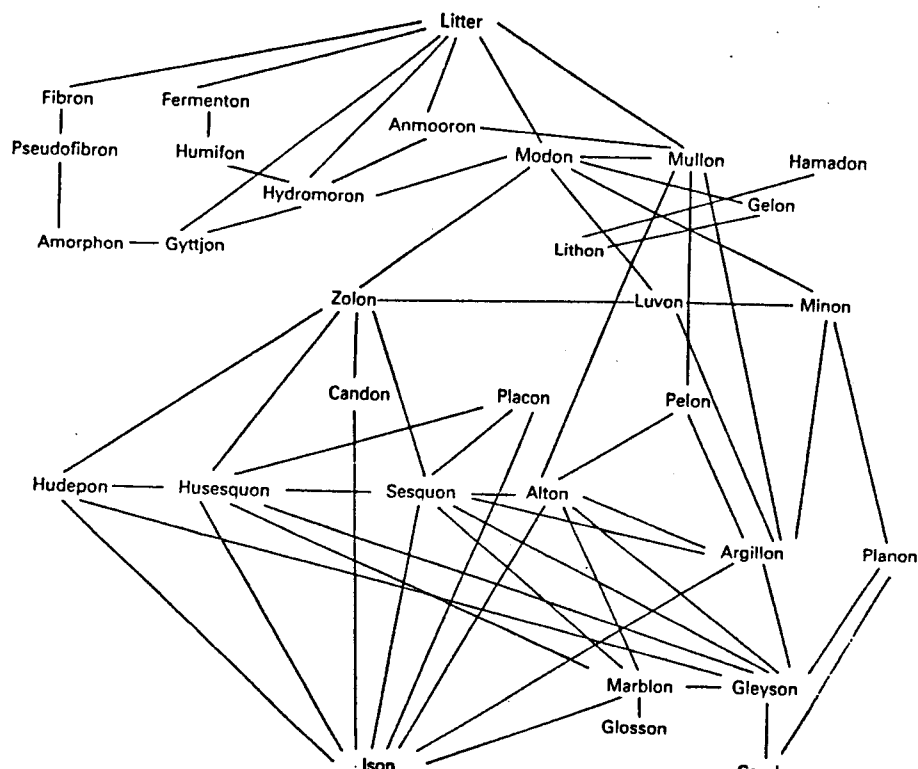 Litter
Fibron
Fermenton
Anmooron
Pseudofibron
Humifon
Modon
Mullon
Hamadon
Hydromoron
Gelon
Amorphon
Gyttjon
Lithon
Zolon
Luvon
Minon
Candon
Placon
Pelon
Hudepon
Husesquon
Sesquon
Alton
Argillon
Planon
Marblon
Gleyson
Glosson
Ison